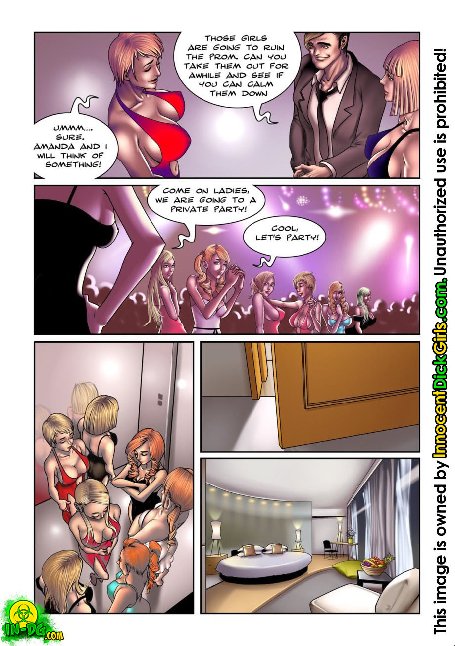 THOSE GIRLS
ARE GOING TO RUIN
THE PROM. CAN YOU
TAKE THEM OUT FOR
AWHILE AND SEE IF
YOU CAN CALM
THEM DOWN
UMMM...
SURE,
AMANDA AND I
WILL THINK OF
SOMETHING!
COME ON LADIES,
WE ARE GOING TO A
PRIVATE PARTY!
COOL,
LET'S PARTY!
IN-DG.COM
This image is owned by InnocentDickGirls.com. Unauthorized use is prohibited!